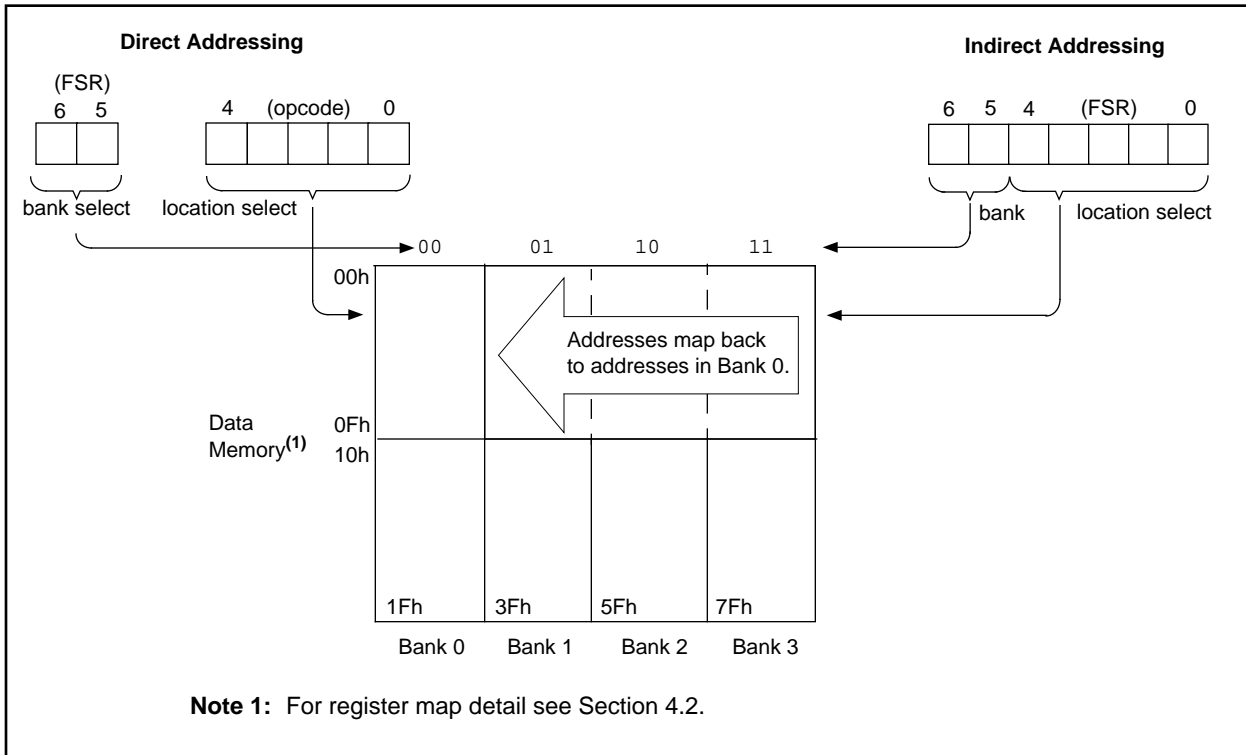 Direct Addressing
Indirect Addressing
(FSR)
6 5
4 (opcode) 0
6 5 4 (FSR) 0
bank select
location select
bank
location select
00 01 10 11
00h
Addresses map back
to addresses in Bank 0.
Data
Memory(1)
0Fh
10h
1Fh
3Fh
5Fh
7Fh
Bank 0
Bank 1
Bank 2
Bank 3
Note 1: For register map detail see Section 4.2.